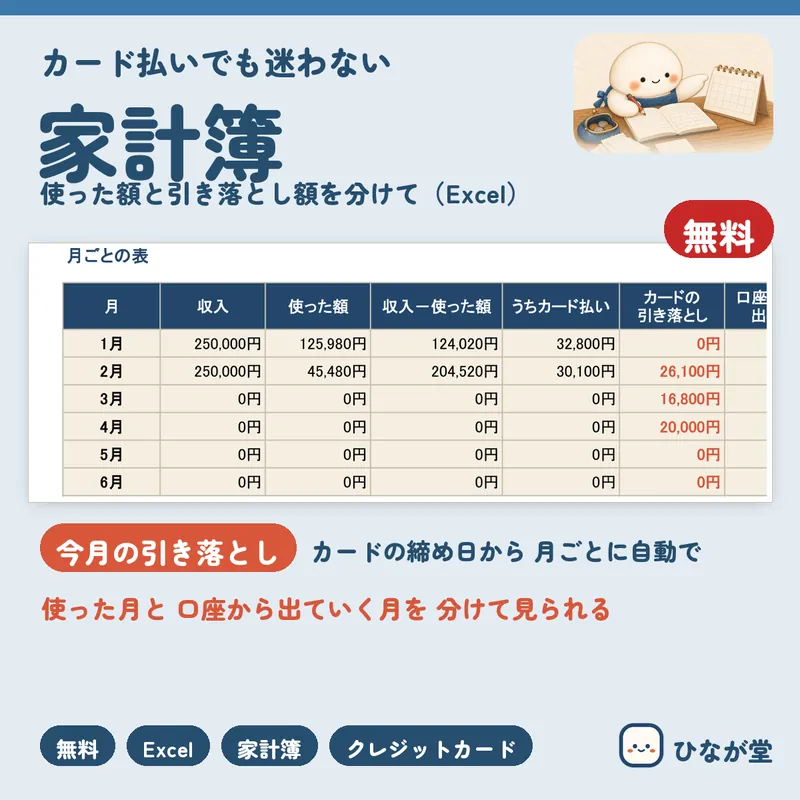 カード払いでも迷わない
家計簿
使った額と引き落とし額を分けて（Excel）
無料
月ごとの表
月 収入 使った額 収入－使った額 うちカード払い カードの引き落とし 口座 出
1月 250,000円 125,980円 124,020円 32,800円 0円
2月 250,000円 45,480円 204,520円 30,100円 26,100円
3月 0円 0円 0円 0円 16,800円
4月 0円 0円 0円 0円 20,000円
5月 0円 0円 0円 0円 0円
6月 0円 0円 0円 0円 0円
今月の引き落とし カードの締め日から 月ごとに自動で
使った月と 口座から出ていく月を 分けて見られる
無料 Excel 家計簿 クレジットカード
ひなが堂